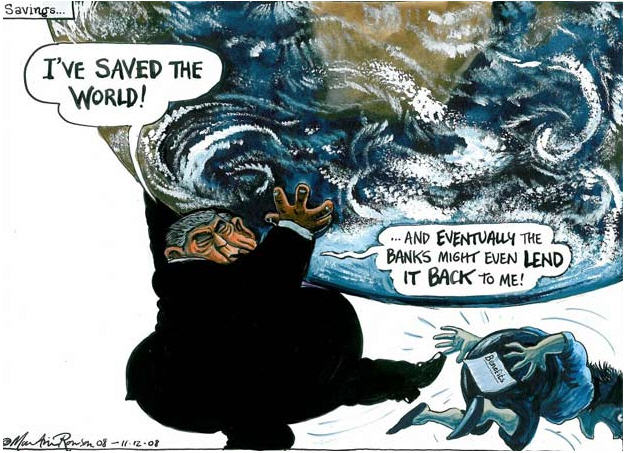 Savings...
I'VE SAVED THE
WORLD!
...AND EVENTUALLY THE
BANKS MIGHT EVEN LEND
IT BACK TO ME!
Benefits
©Martin Rowson 08 – 11·12·08